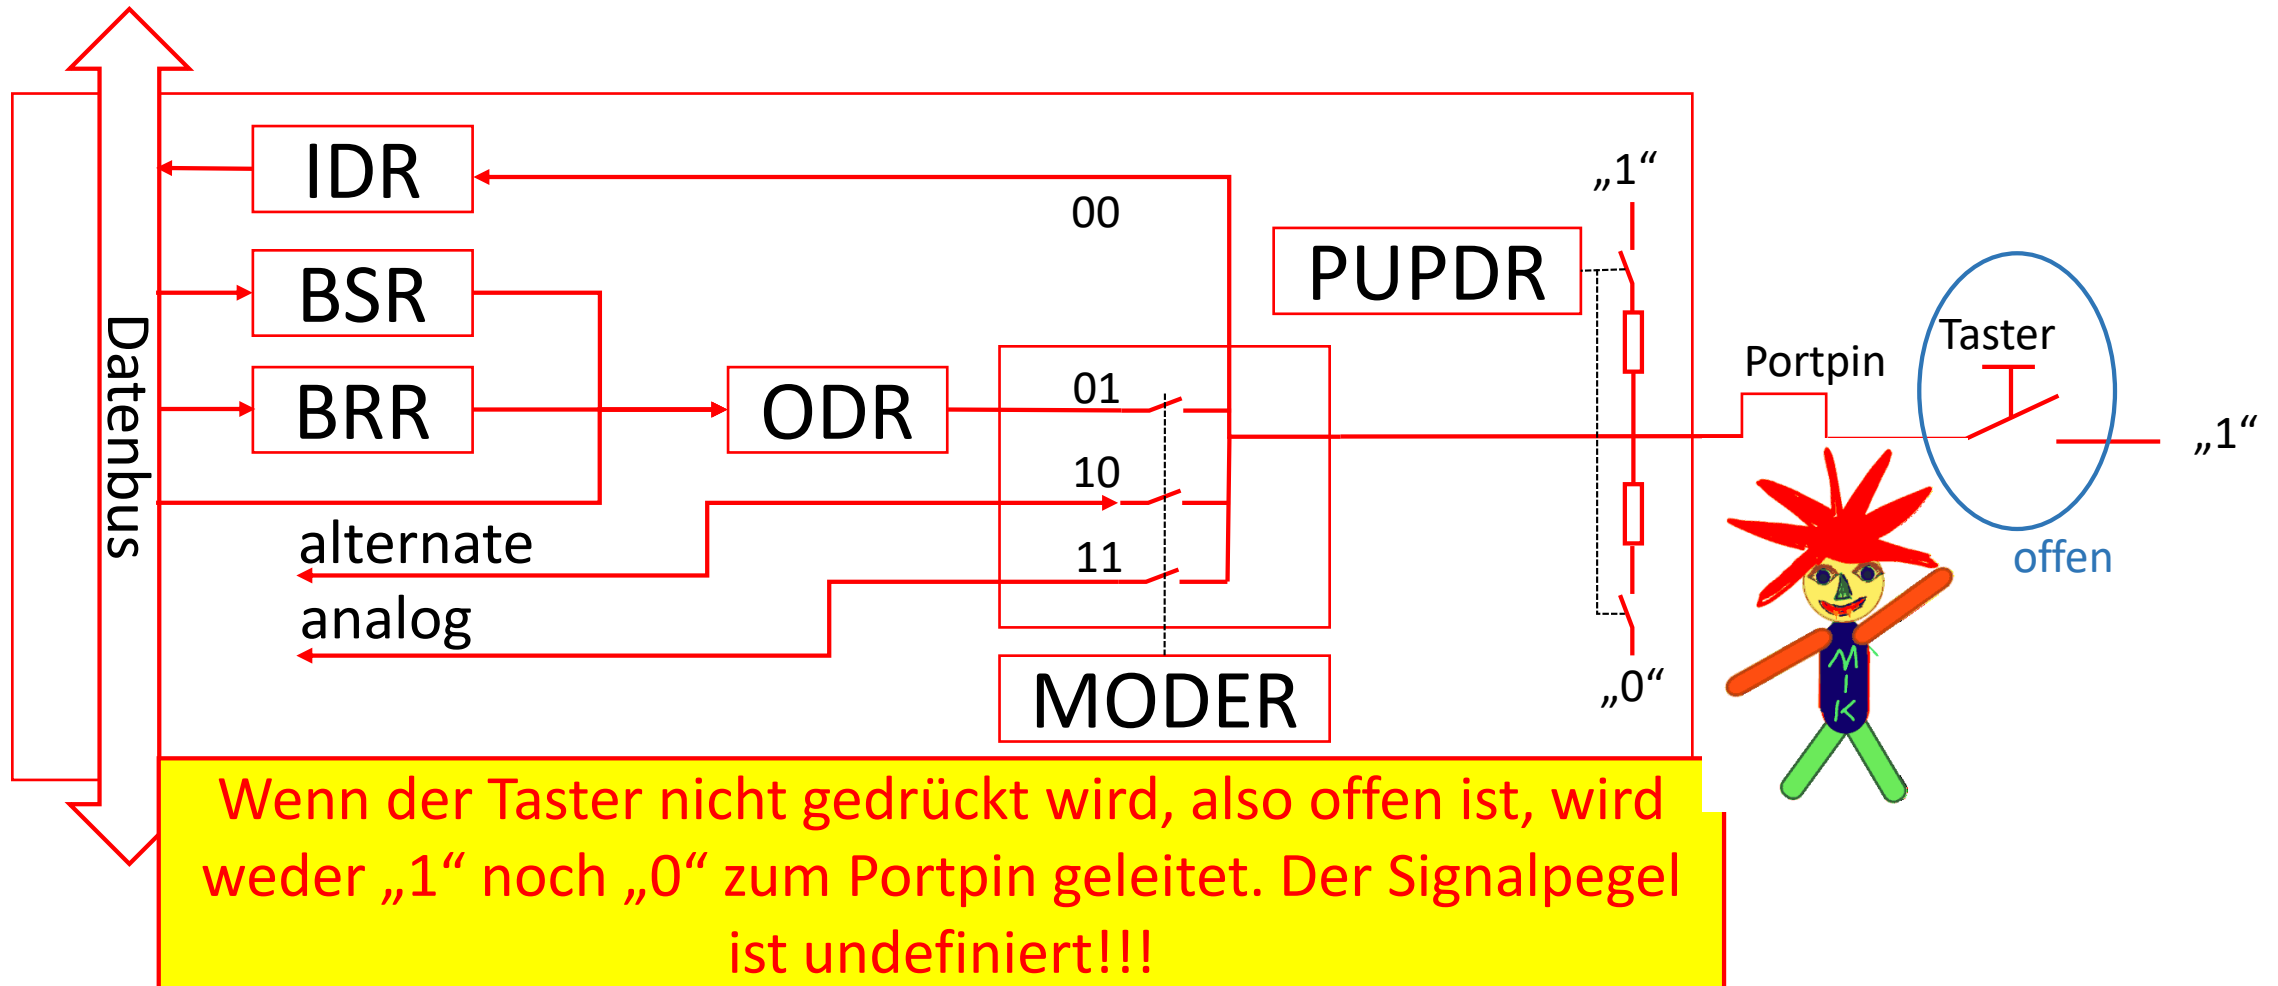 IDR
„1“
00
PUPDR
BSR
Datenbus
Taster
Portpin
01
BRR
ODR
„1“
10
alternate
offen
11
analog
MIK
MODER
„0“
Wenn der Taster nicht gedrückt wird, also offen ist, wird
weder „1“ noch „0“ zum Portpin geleitet. Der Signalpegel
ist undefiniert!!!